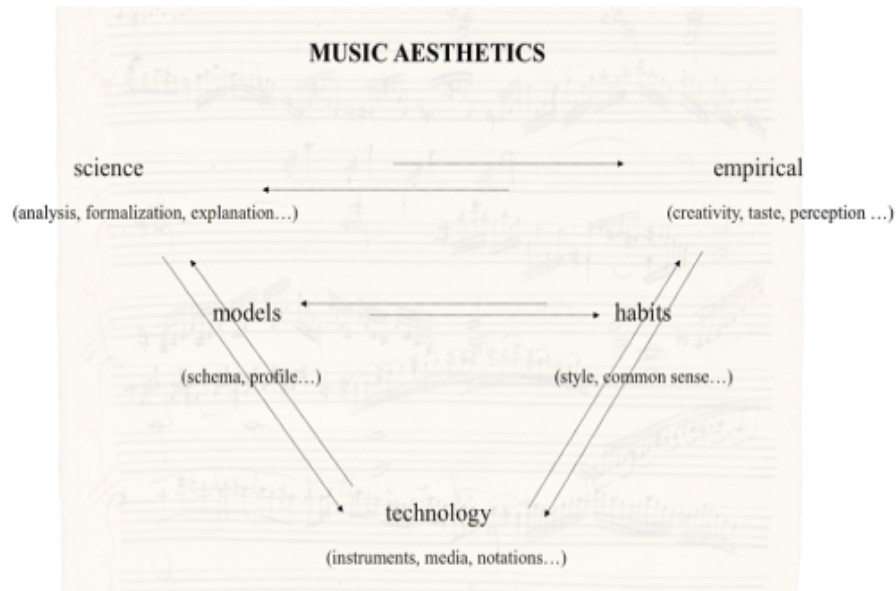 MUSIC AESTHETICS
science
empirical
(analysis, formalization, explanation…)
(creativity, taste, perception …)
models
habits
(schema, profile…)
(style, common sense…)
technology
(instruments, media, notations…)